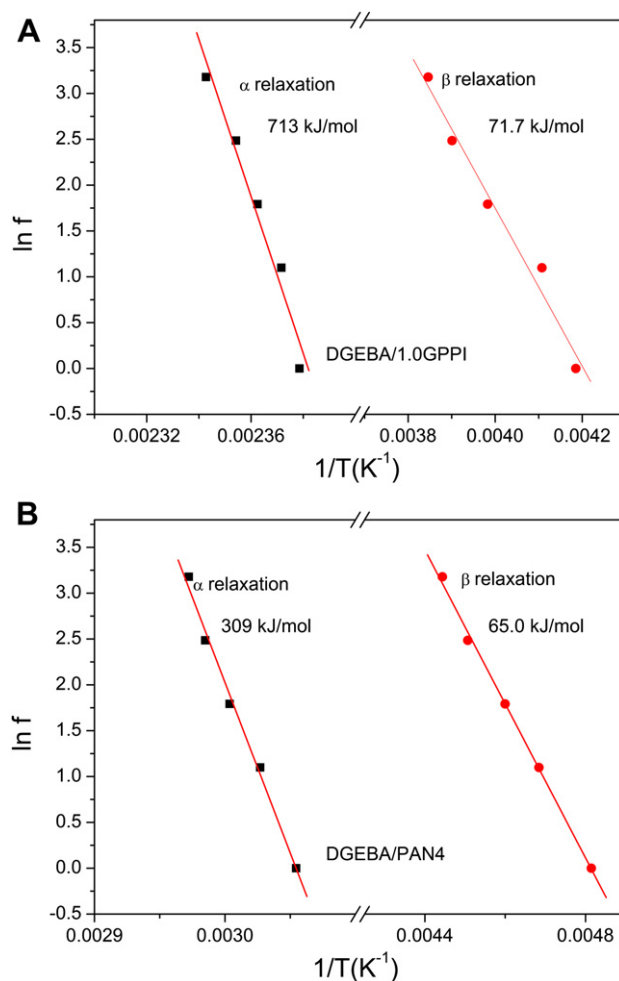 A
3.5
3.0
2.5
2.0
1.5
1.0
0.5
0.0
-0.5
ln f
α relaxation
713 kJ/mol
β relaxation
71.7 kJ/mol
DGEBA/1.0GPPI
0.00232 0.00236 0.0038 0.0040 0.0042
1/T(K⁻¹)
B
3.5
3.0
2.5
2.0
1.5
1.0
0.5
0.0
-0.5
ln f
α relaxation
309 kJ/mol
β relaxation
65.0 kJ/mol
DGEBA/PAN4
0.0029 0.0030 0.0044 0.0048
1/T(K⁻¹)